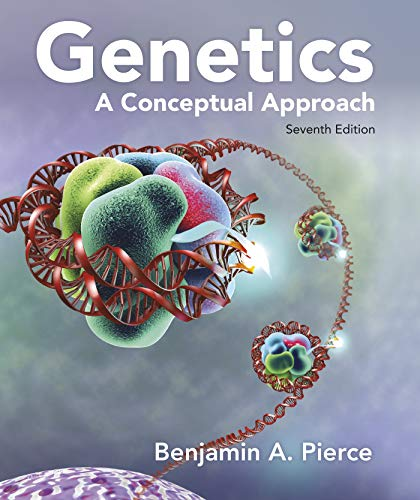 Genetics
A Conceptual Approach
Seventh Edition
Benjamin A. Pierce